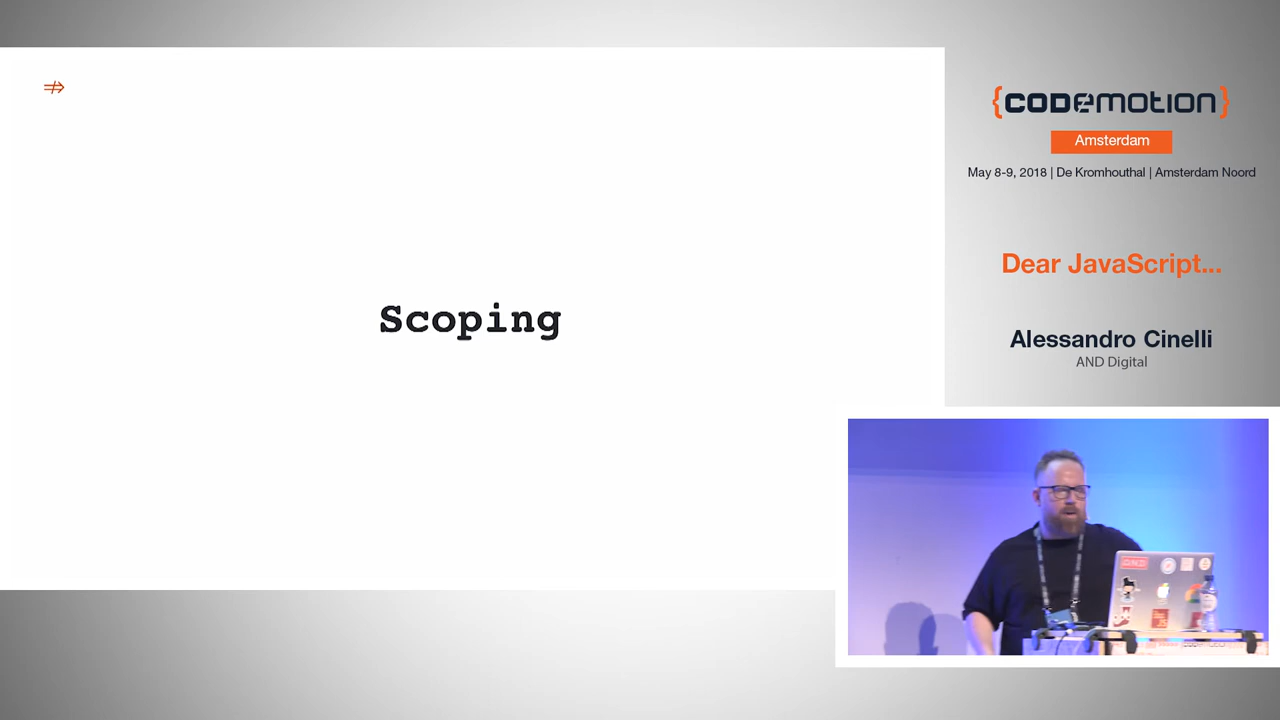 ⇏
Scoping
{CODEMOTION}
Amsterdam
May 8-9, 2018 | De Kromhouthal | Amsterdam Noord
Dear JavaScript...
Alessandro Cinelli
AND Digital